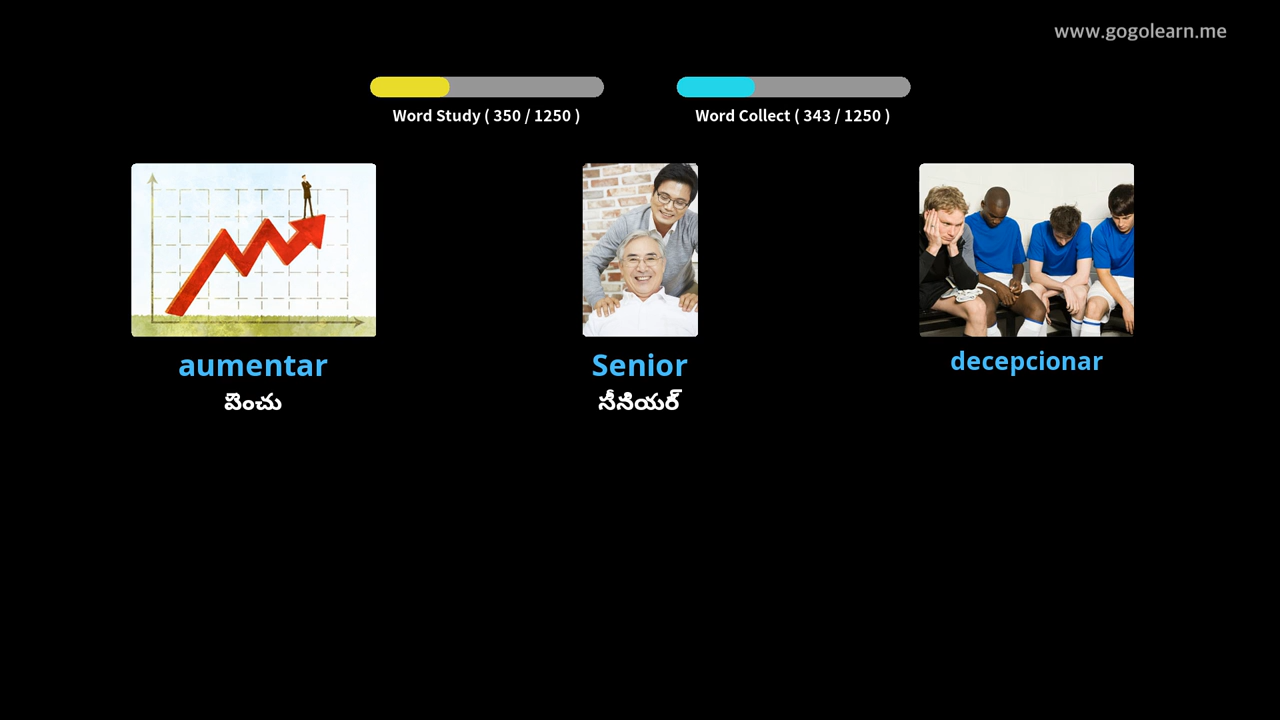 www.gogolearn.me
Word Study ( 350 / 1250 )
Word Collect ( 343 / 1250 )
aumentar
పెంచు
Senior
సీనియర్
decepcionar